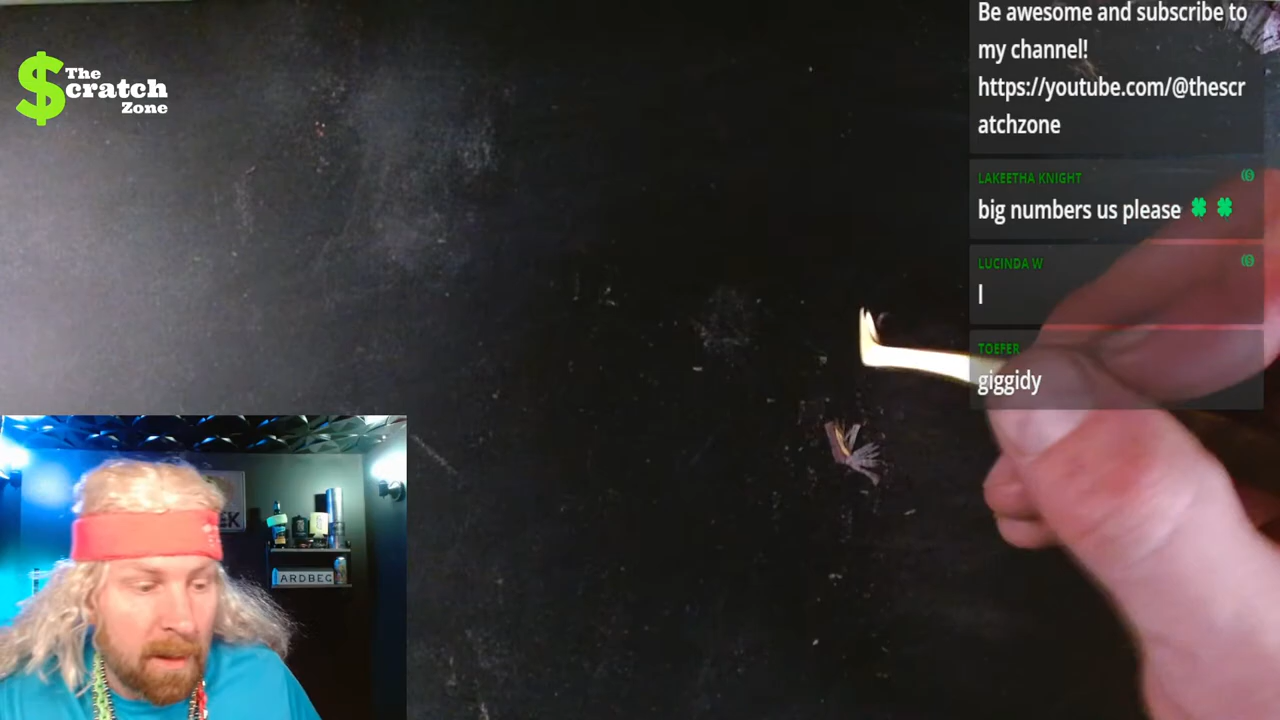 The
$cratch
Zone
Be awesome and subscribe to
my channel!
https://youtube.com/@thescr
atchzone
LAKEETHA KNIGHT
big numbers us please 🍀 🍀
LUCINDA W
I
TOEFER
giggidy
ARDBEG